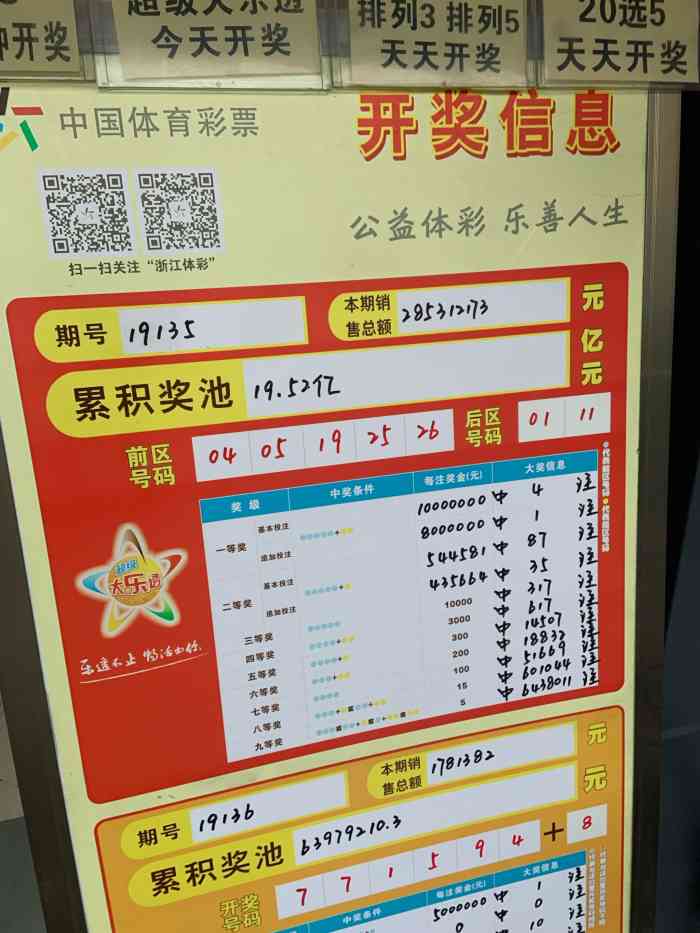 钟开奖
超级大乐透
今天开奖
排列3 排列5
天天开奖
20选5
天天开奖
中国体育彩票
开奖信息
公益体彩 乐善人生
扫一扫关注“浙江体彩”
期号 19135
本期销售总额 285312173 元
累积奖池 19.52亿 亿元
前区号码 04 05 19 25 26
后区号码 01 11
奖级 中奖条件 每注奖金(元) 大奖信息
一等奖 基本投注 10000000 中 4 注
追加投注 8000000 中 1 注
二等奖 基本投注 544581 中 87 注
追加投注 435664 中 35 注
三等奖 10000 中 317 注
四等奖 3000 中 617 注
五等奖 300 中 14507 注
六等奖 200 中 18832 注
七等奖 100 中 51669 注
八等奖 15 中 601044 注
九等奖 5 中 6438011 注
超级
大乐透
期号 19136
本期销售总额 1781382 元
累积奖池 63979210.3 元
开奖号码 7 7 1 5 9 4 + 8
中奖条件 每注奖金(元) 大奖信息
5000000 中 1 注
0 中 0 注
10 注